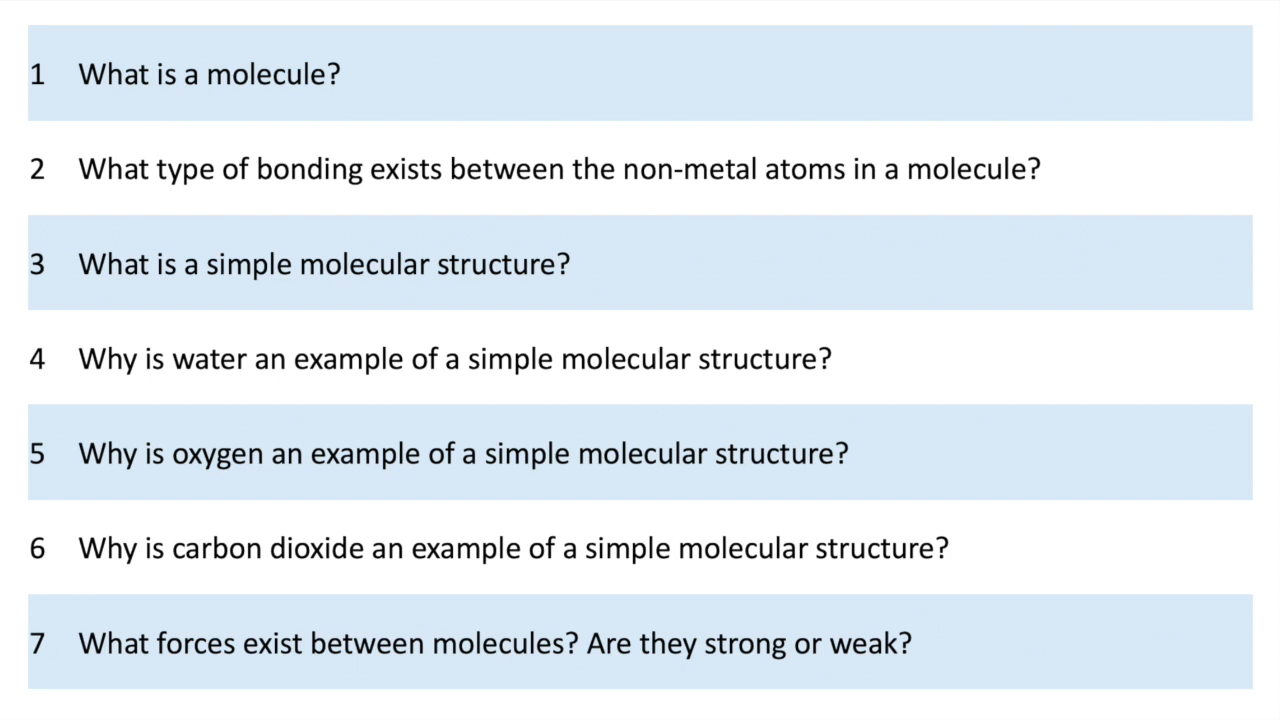 1 What is a molecule?
2 What type of bonding exists between the non-metal atoms in a molecule?
3 What is a simple molecular structure?
4 Why is water an example of a simple molecular structure?
5 Why is oxygen an example of a simple molecular structure?
6 Why is carbon dioxide an example of a simple molecular structure?
7 What forces exist between molecules? Are they strong or weak?